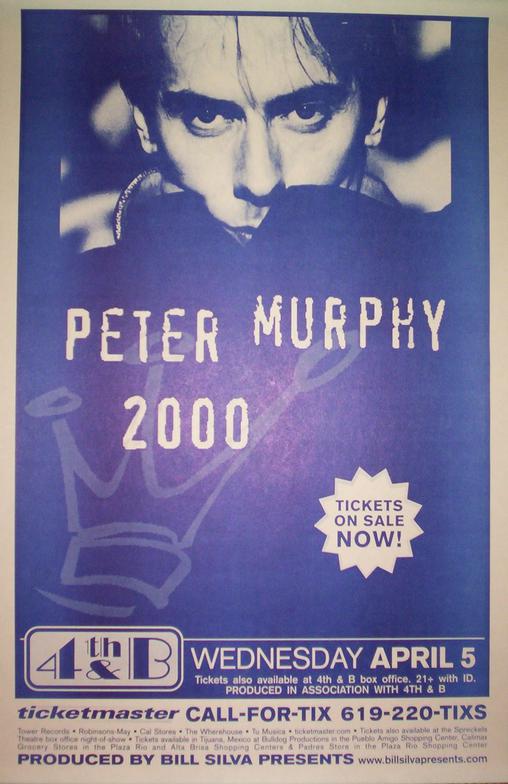 PETER MURPHY
2000
TICKETS
ON SALE
NOW!
4th & B
WEDNESDAY APRIL 5
Tickets also available at 4th & B box office. 21+ with ID.
PRODUCED IN ASSOCIATION WITH 4TH & B
ticketmaster CALL-FOR-TIX 619-220-TIXS
Tower Records • Robinsons-May • Cal Stores • The Wherehouse • Tu Musica • ticketmaster.com • Tickets also available at the Spreckels
Theatre box office night-of-show • Tickets available in Tijuana, Mexico at Bulldog Productions in the Pueblo Amigo Shopping Center, Calimax
Grocery Stores in the Plaza Rio and Alta Brisa Shopping Centers & Padres Store in the Plaza Rio Shopping Center
PRODUCED BY BILL SILVA PRESENTS www.billsilvapresents.com